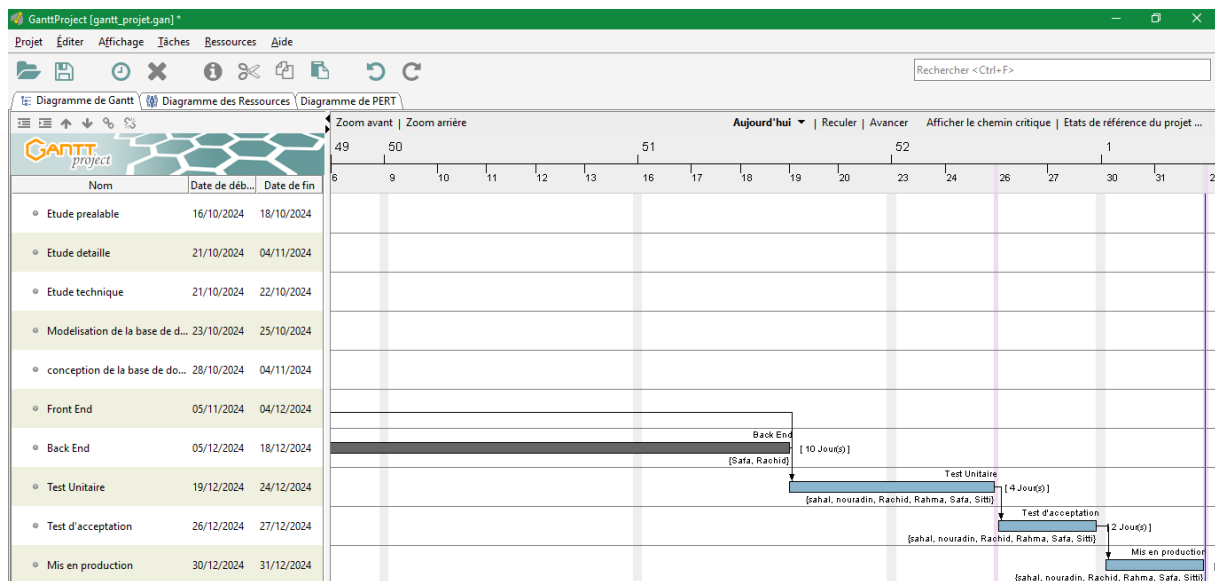 GanttProject [gantt_projet.gan] *
Projet Éditer Affichage Tâches Ressources Aide
Rechercher <Ctrl+F>
Diagramme de Gantt Diagramme des Ressources Diagramme de PERT
Zoom avant | Zoom arrière Aujourd'hui | Reculer | Avancer Afficher le chemin critique | Etats de référence du projet ...
GANTT project
49 50 51 52 1
Nom Date de déb... Date de fin
6 9 10 11 12 13 16 17 18 19 20 23 24 26 27 30 31 2
Etude prealable 16/10/2024 18/10/2024
Etude detaille 21/10/2024 04/11/2024
Etude technique 21/10/2024 22/10/2024
Modelisation de la base de d... 23/10/2024 25/10/2024
conception de la base de do... 28/10/2024 04/11/2024
Front End 05/11/2024 04/12/2024
Back End
Back End 05/12/2024 18/12/2024 [ 10 Jour(s) ]
{Safa, Rachid}
Test Unitaire
Test Unitaire 19/12/2024 24/12/2024 [ 4 Jour(s) ]
{sahal, nouradin, Rachid, Rahma, Safa, Sitti}
Test d'acceptation
Test d'acceptation 26/12/2024 27/12/2024 2 Jour(s) ]
{sahal, nouradin, Rachid, Rahma, Safa, Sitti}
Mis en production
Mis en production 30/12/2024 31/12/2024
{sahal, nouradin, Rachid, Rahma, Safa, Sitti}